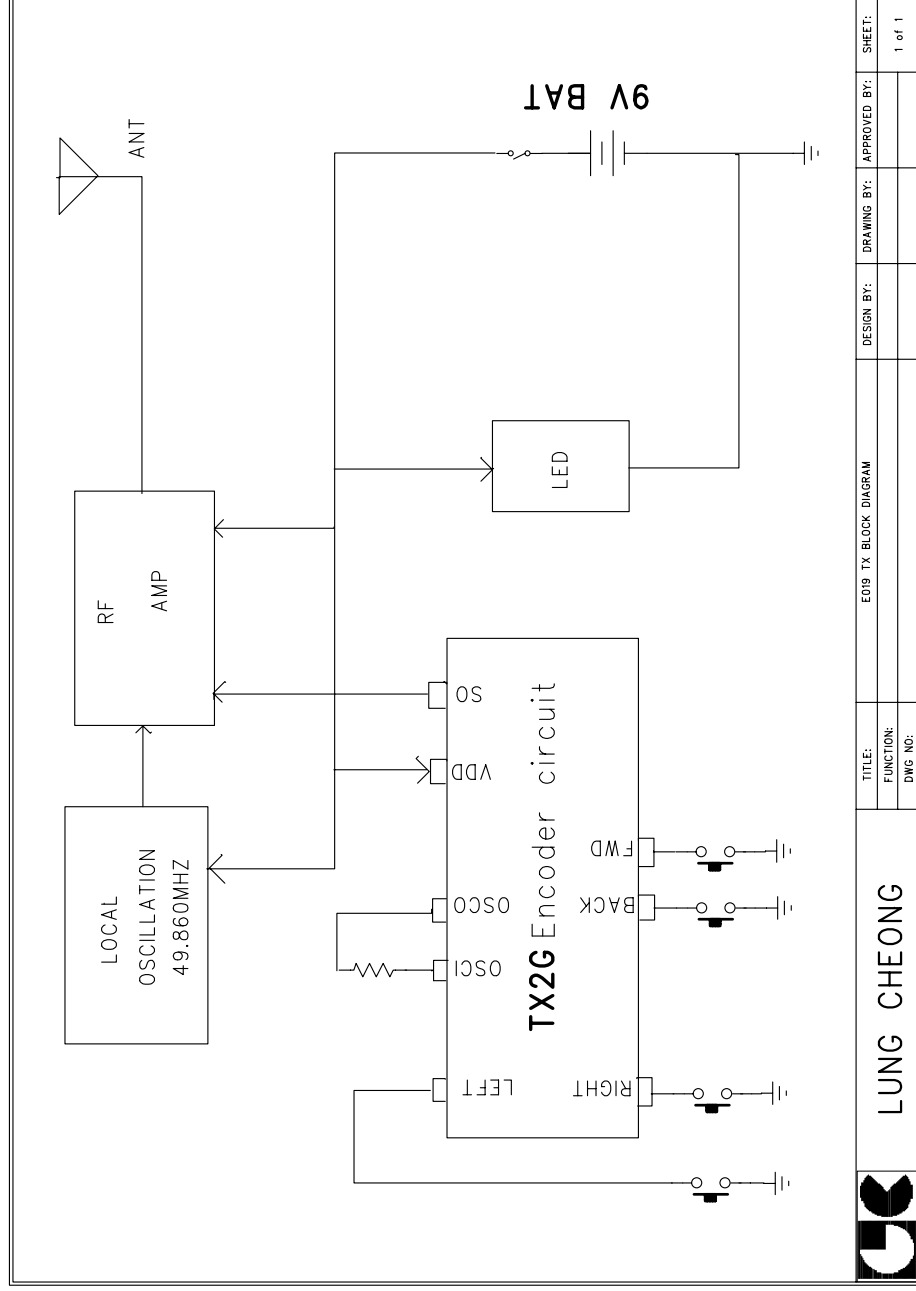 ANT
RF
AMP
LOCAL
OSCILLATION
49.860MHZ
9V BAT
LED
SO
VDD
OSCO
OSCI
LEFT
TX2G Encoder circuit
FWD
BACK
RIGHT
LUNG CHEONG
TITLE:
E019 TX BLOCK DIAGRAM
FUNCTION:
DWG NO:
DESIGN BY:
DRAWING BY:
APPROVED BY:
SHEET:
1 of 1